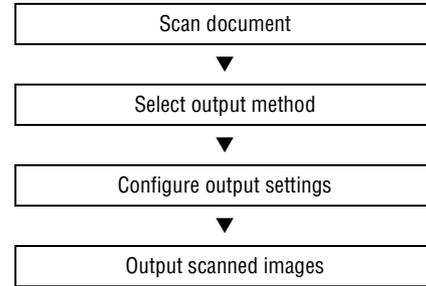 Scan document
Select output method
Configure output settings
Output scanned images